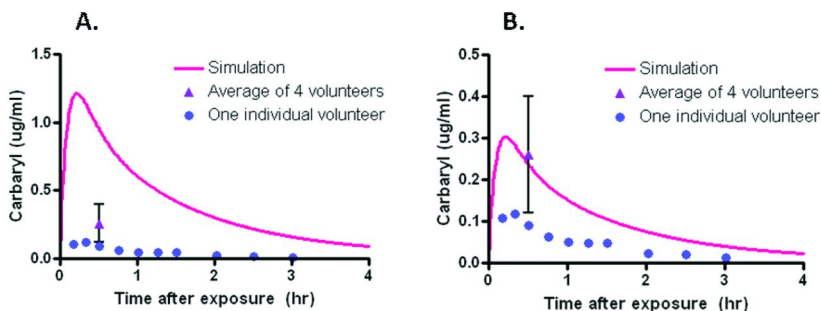 A.
1.5
1.0
0.5
0.0
Carbaryl (ug/ml)
Simulation
Average of 4 volunteers
One individual volunteer
0
1
2
3
4
Time after exposure (hr)
B.
0.5
0.4
0.3
0.2
0.1
0.0
Carbaryl (ug/ml)
Simulation
Average of 4 volunteers
One individual volunteer
0
1
2
3
4
Time after exposure (hr)